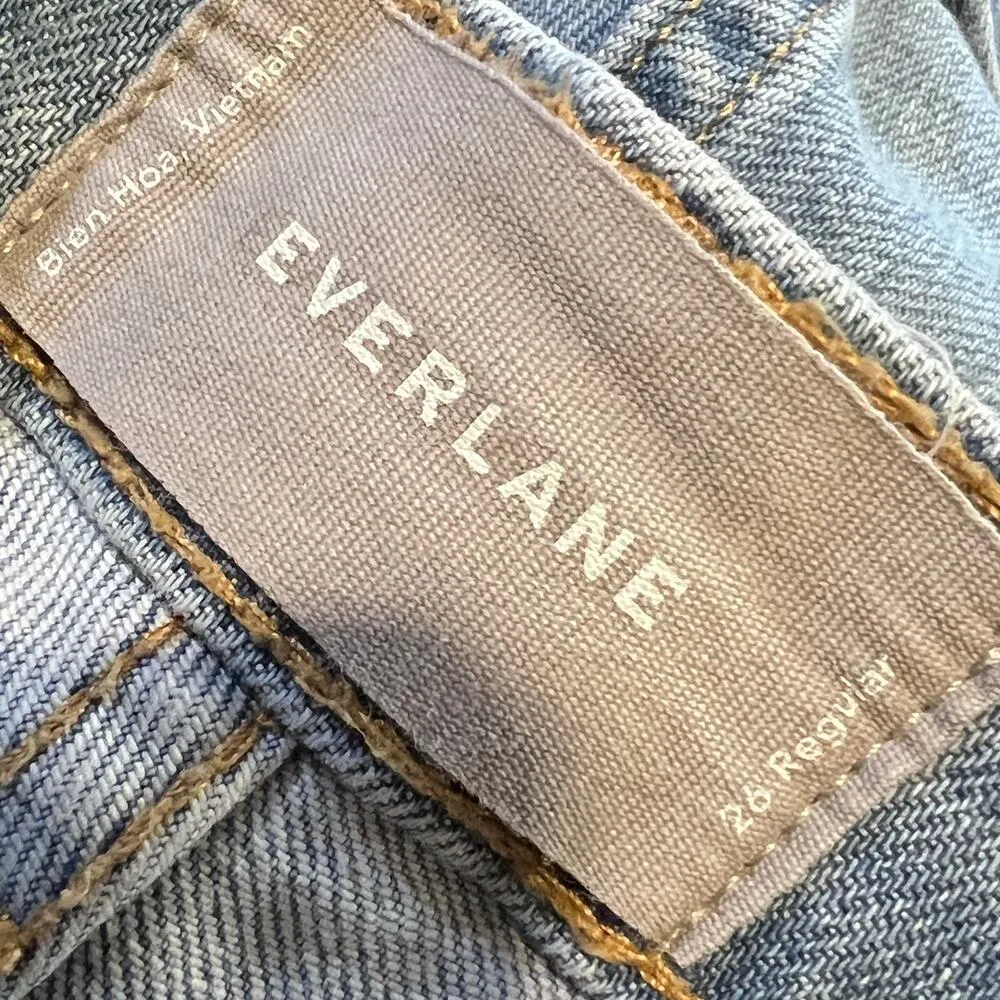 Bien Hoa, Vietnam
EVERLANE
26 Regular